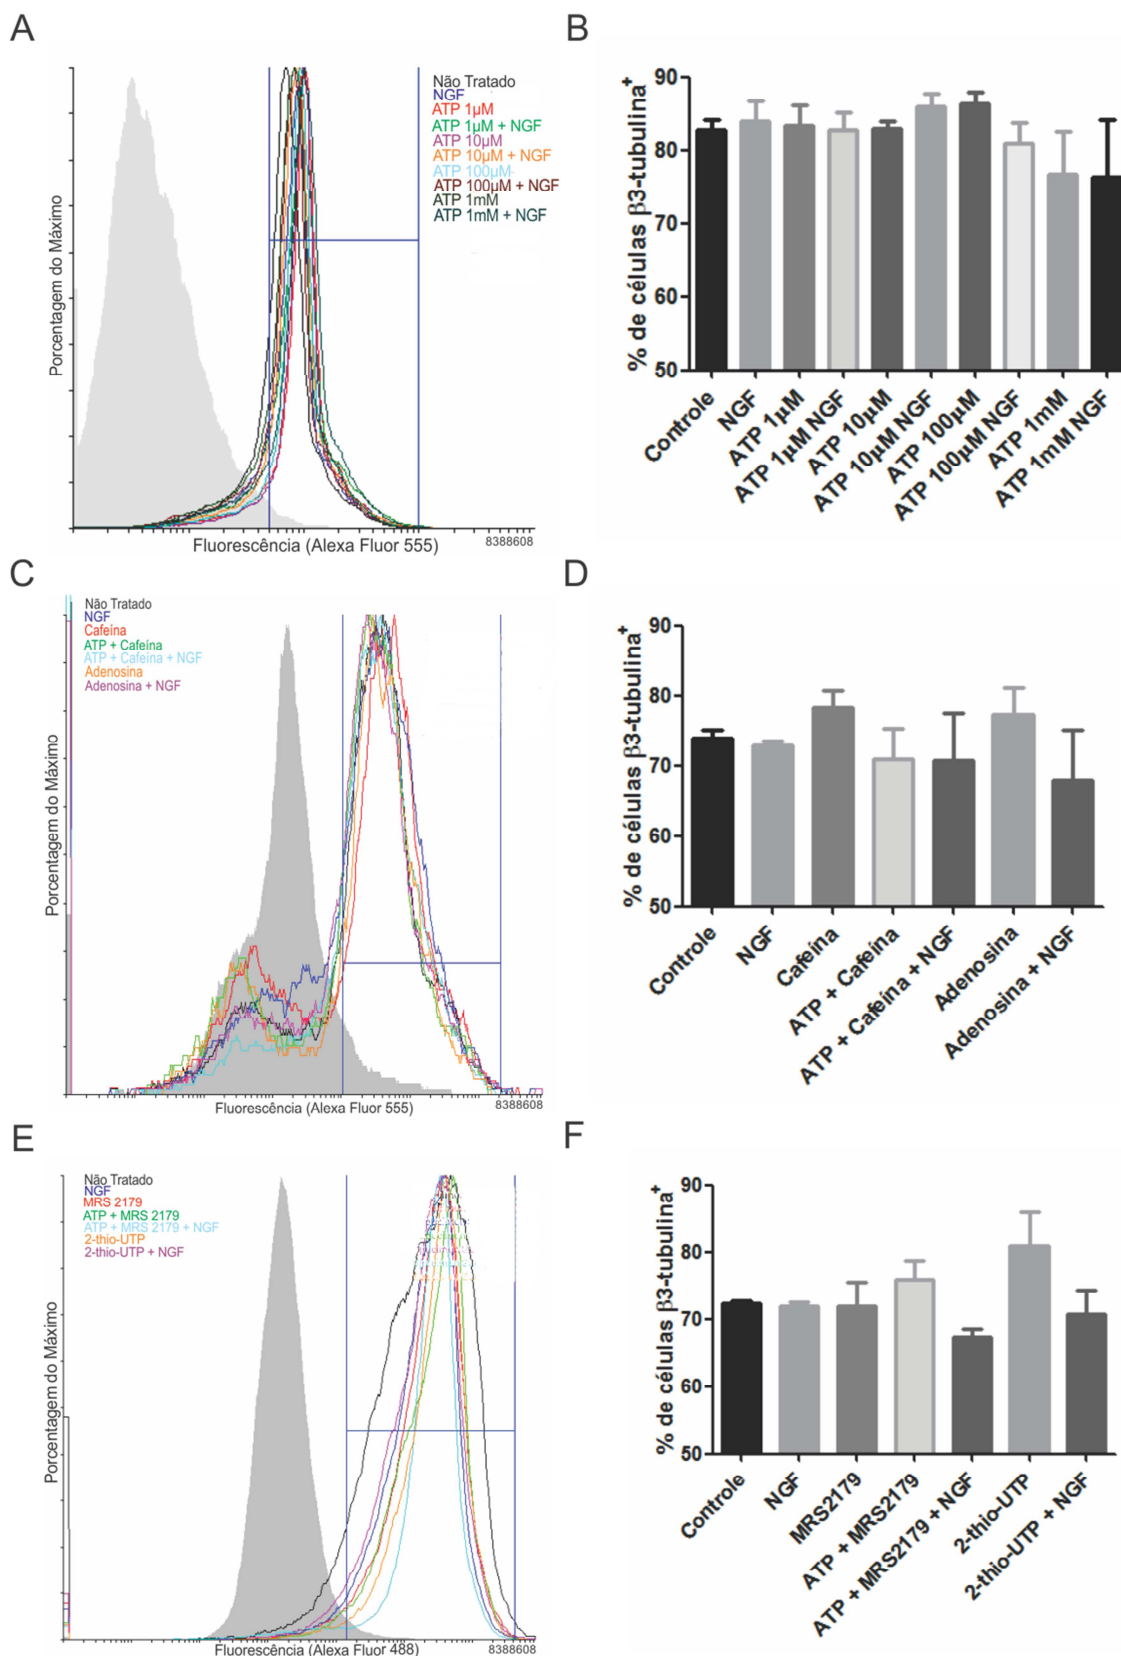 A
Não Tratado
NGF
ATP 1µM
ATP 1µM + NGF
ATP 10µM
ATP 10µM + NGF
ATP 100µM
ATP 100µM + NGF
ATP 1mM
ATP 1mM + NGF
Porcentagem do Máximo
Fluorescência (Alexa Fluor 555)
8388608
B
% de células β3-tubulina+
90
80
70
60
50
Controle
NGF
ATP 1µM
ATP 1µM NGF
ATP 10µM
ATP 10µM NGF
ATP 100µM
ATP 100µM NGF
ATP 1mM
ATP 1mM NGF
C
Não Tratado
NGF
Cafeína
ATP + Cafeína
ATP + Cafeína + NGF
Adenosina
Adenosina + NGF
Porcentagem do Máximo
Fluorescência (Alexa Fluor 555)
8388608
D
% de células β3-tubulina+
90
80
70
60
50
Controle
NGF
Cafeína
ATP + Cafeína
ATP + Cafeína + NGF
Adenosina
Adenosina + NGF
E
Não Tratado
NGF
MRS 2179
ATP + MRS 2179
ATP + MRS 2179 + NGF
2-thio-UTP
2-thio-UTP + NGF
Porcentagem do Máximo
Fluorescência (Alexa Fluor 488)
8388608
F
% de células β3-tubulina+
90
80
70
60
50
Controle
NGF
MRS2179
ATP + MRS2179
ATP + MRS2179 + NGF
2-thio-UTP
2-thio-UTP + NGF